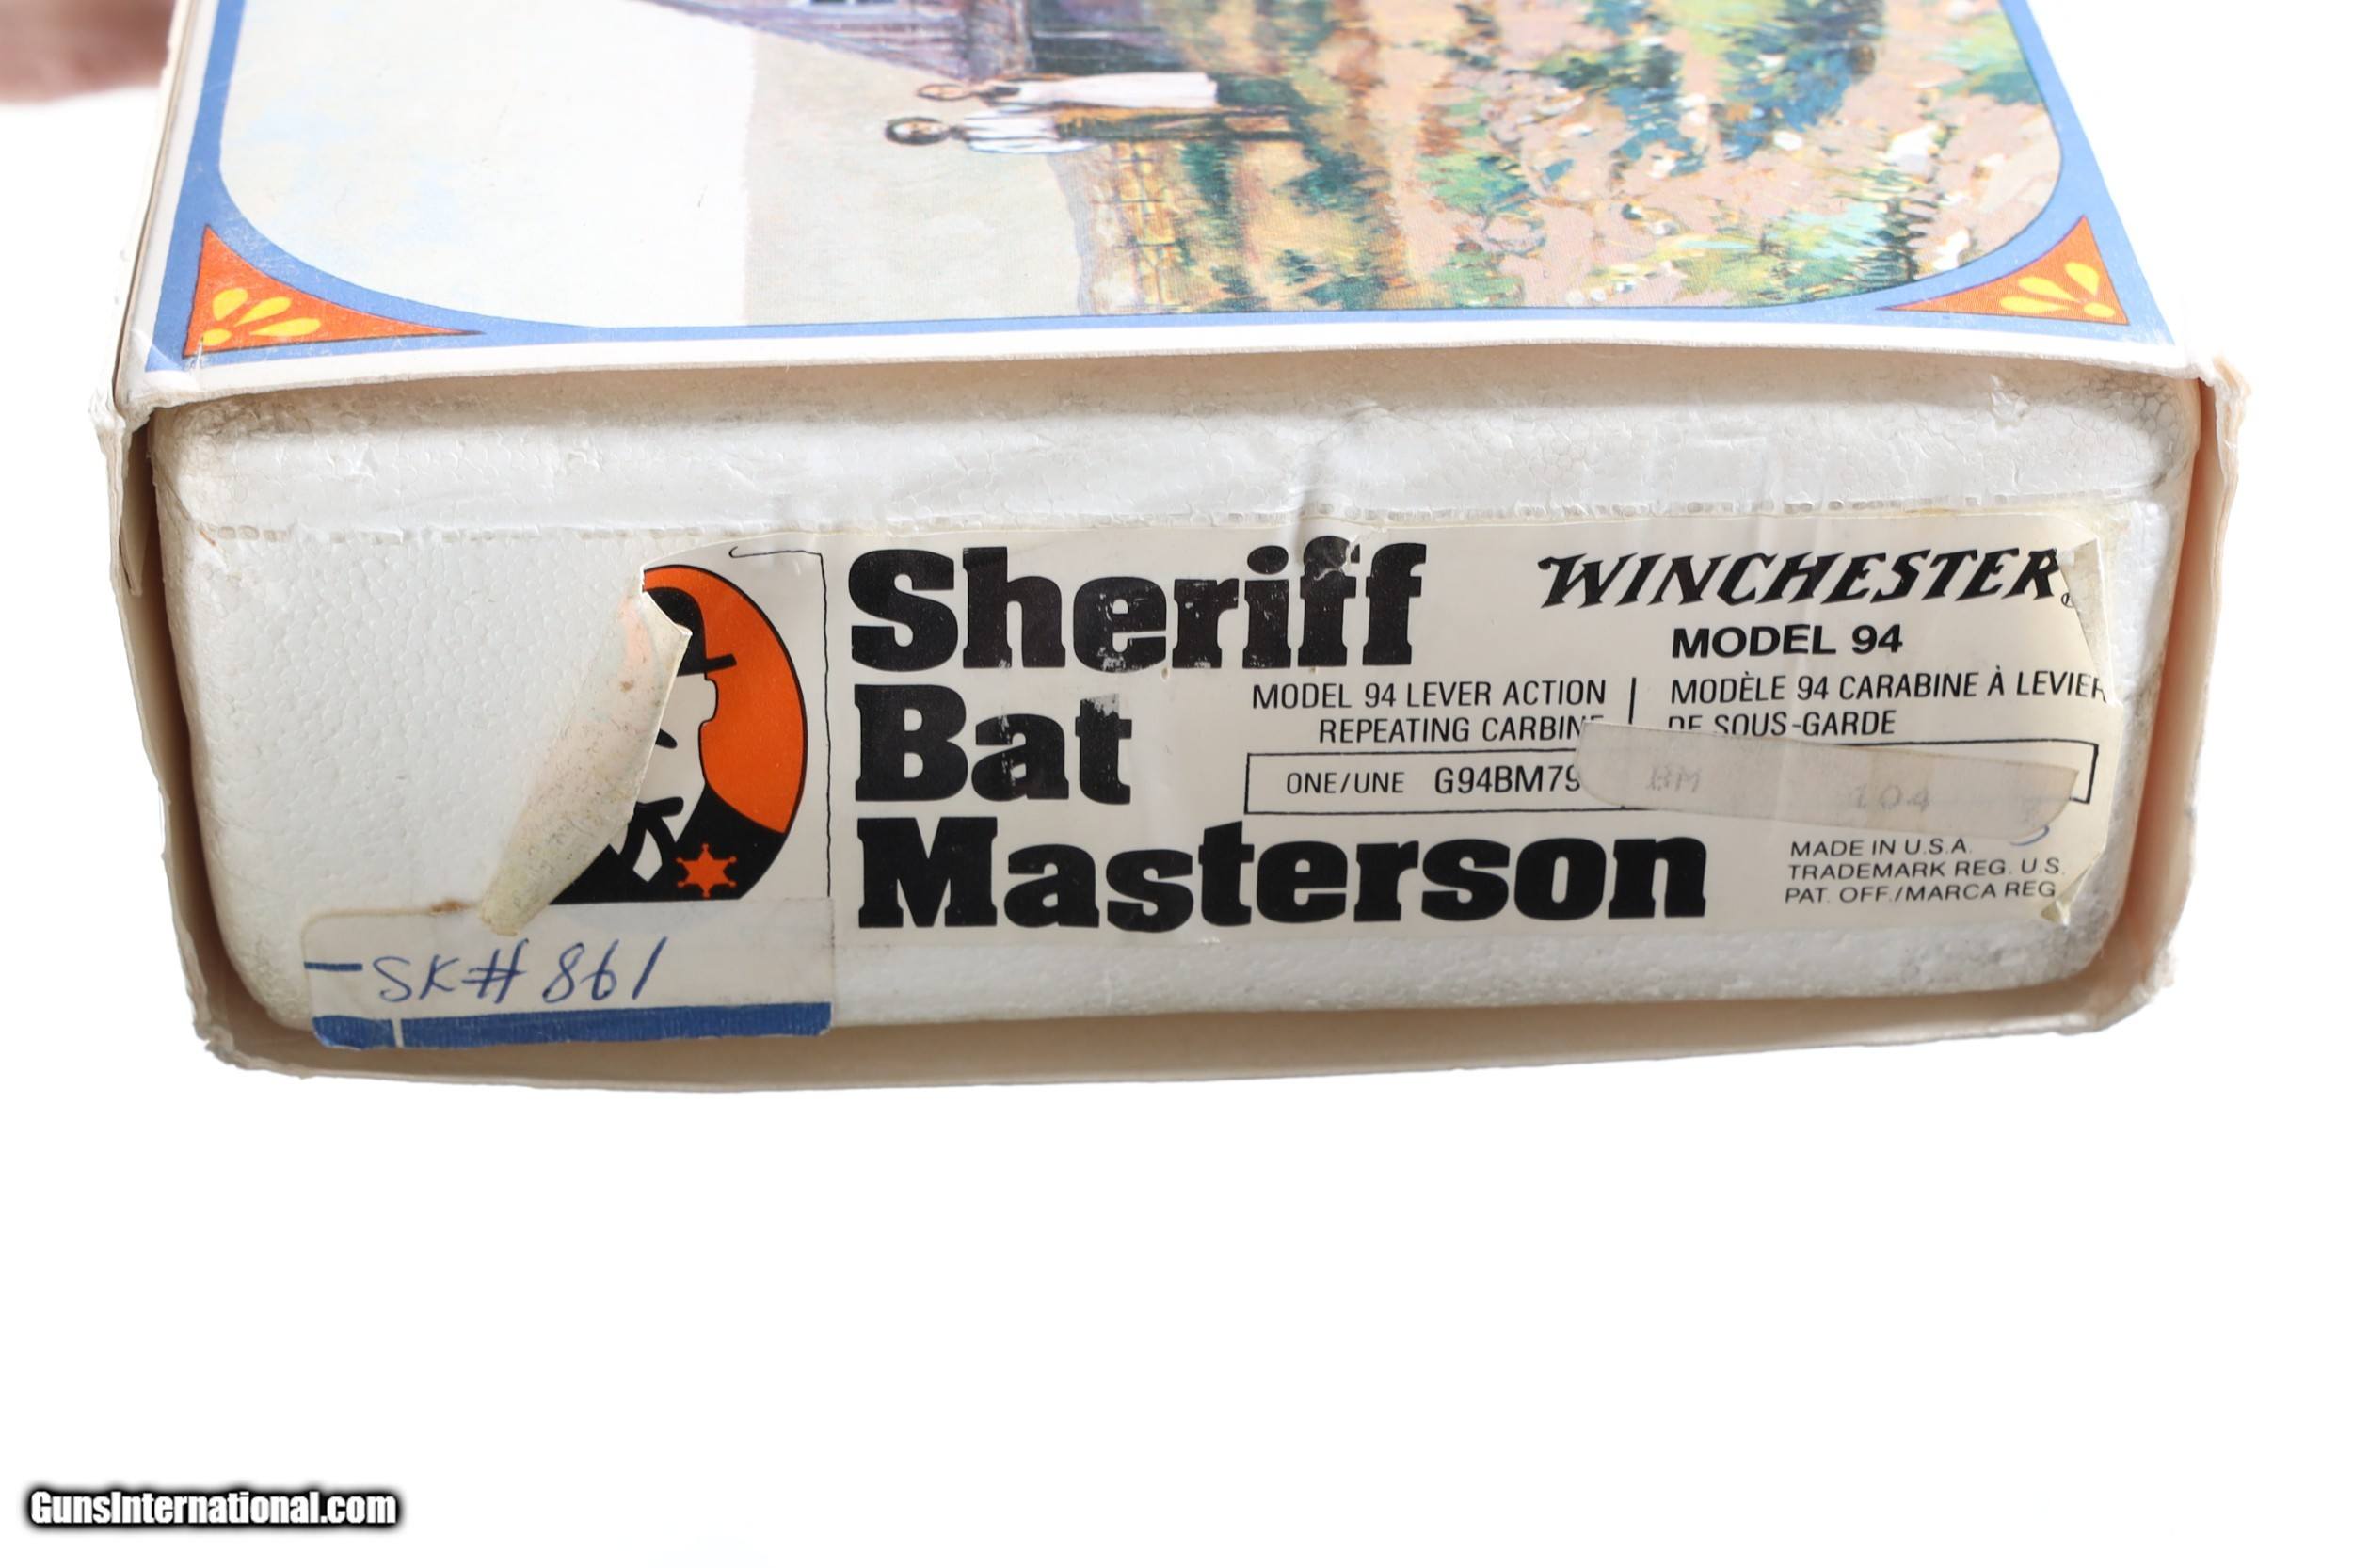 Sheriff
Bat
Masterson
WINCHESTER
MODEL 94
MODEL 94 LEVER ACTION
REPEATING CARBINE
MODÈLE 94 CARABINE À LEVIER
DE SOUS-GARDE
ONE/UNE G94BM79
BM 104
MADE IN U.S.A.
TRADEMARK REG. U.S.
PAT. OFF./MARCA REG
SK# 861
GunsInternational.com